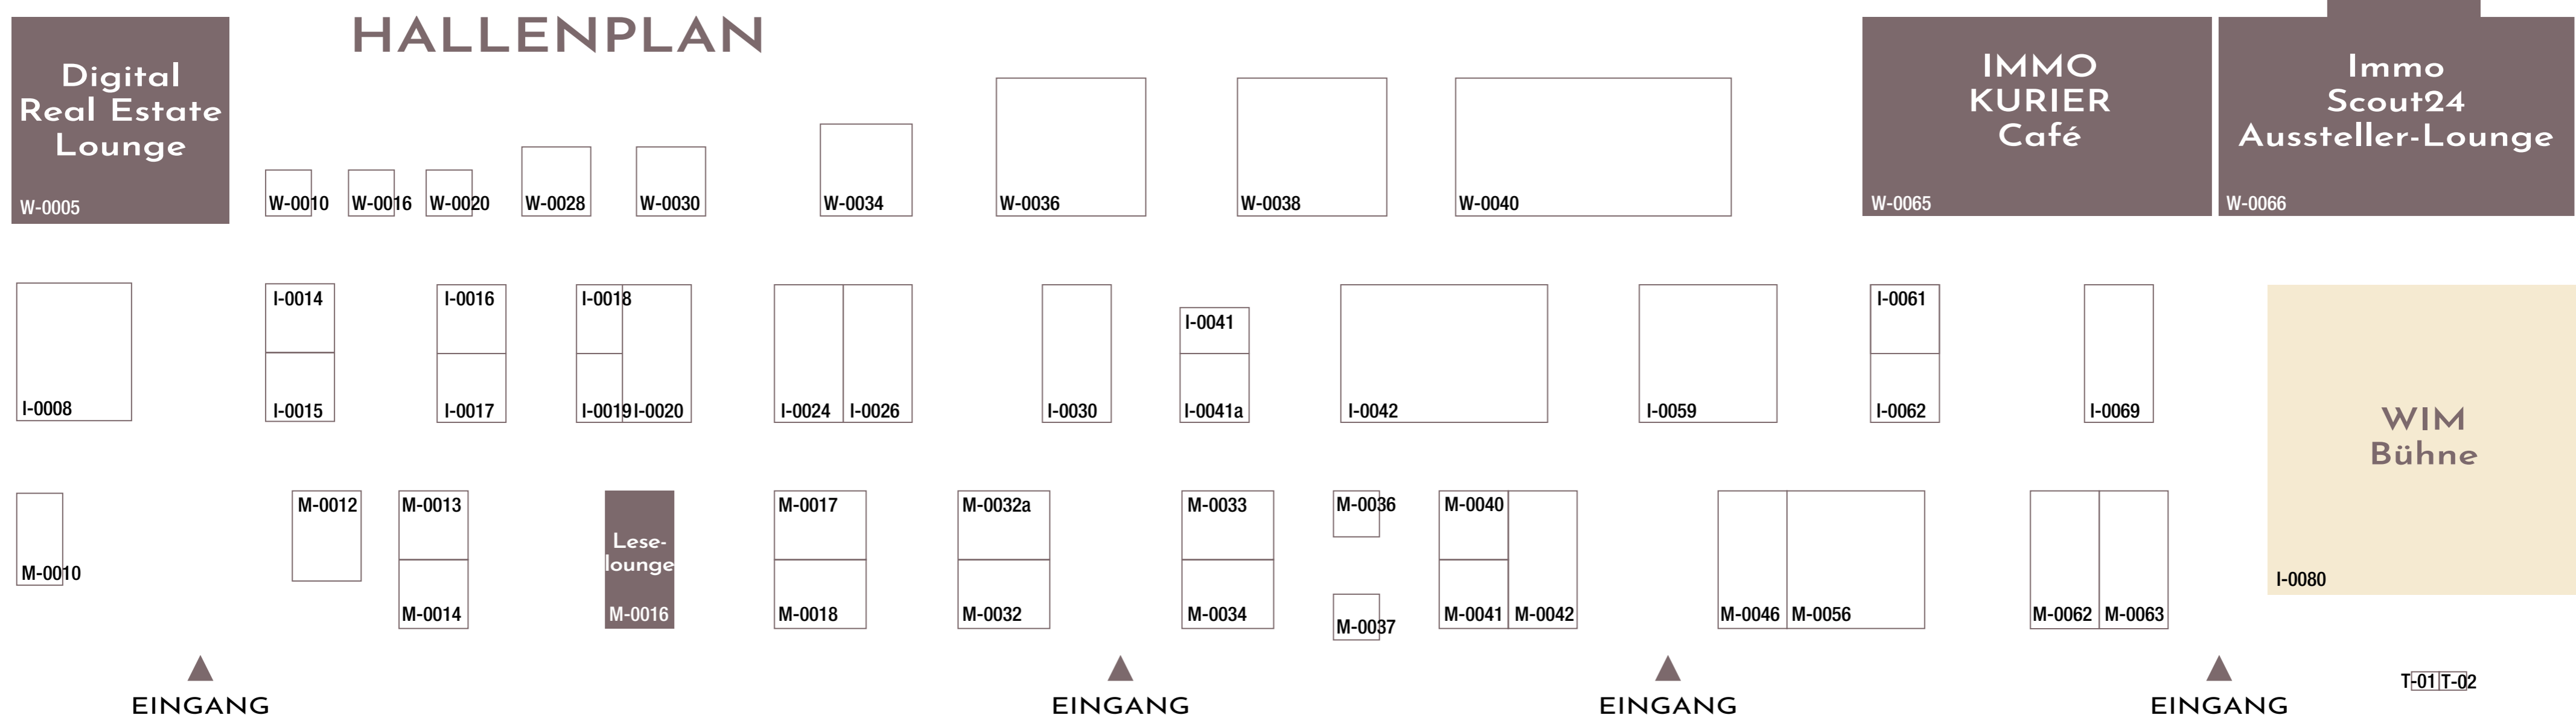 HALLENPLAN
Digital
Real Estate
Lounge
W-0005
W-0010
W-0016
W-0020
W-0028
W-0030
W-0034
W-0036
W-0038
W-0040
IMMO
KURIER
Café
W-0065
Immo
Scout24
Aussteller-Lounge
W-0066
I-0008
I-0014
I-0015
I-0016
I-0017
I-0018
I-0019
I-0020
I-0024
I-0026
I-0030
I-0041
I-0041a
I-0042
I-0059
I-0061
I-0062
I-0069
WIM
Bühne
I-0080
M-0010
M-0012
M-0013
M-0014
Lese-
lounge
M-0016
M-0017
M-0018
M-0032a
M-0032
M-0033
M-0034
M-0036
M-0037
M-0040
M-0041
M-0042
M-0046
M-0056
M-0062
M-0063
T-01
T-02
EINGANG
EINGANG
EINGANG
EINGANG